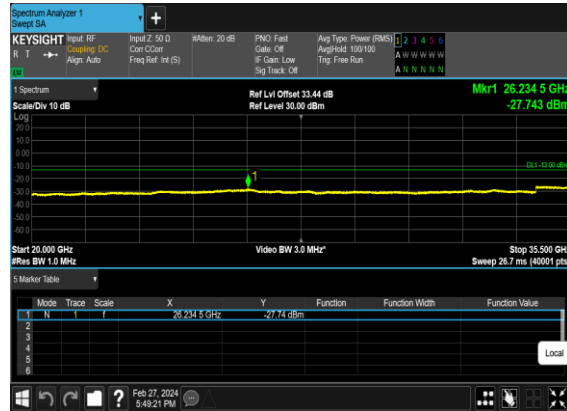 Spectrum Analyzer 1
Swept SA
+
KEYSIGHT Input: RF Input Z: 50 Ω #Atten: 20 dB PNO: Fast Avg Type: Power (RMS) 1 2 3 4 5 6
R T Coupling: DC Corr CCorr Gate: Off Avg|Hold: 100/100 A W W W W W
Align: Auto Freq Ref: Int (S) IF Gain: Low Trig: Free Run
Sig Track: Off A N N N N N
1 Spectrum Ref Lvl Offset 33.44 dB Mkr1 26.234 5 GHz
Scale/Div 10 dB Ref Level 30.00 dBm -27.743 dBm
Log
20.0
10.0
0.00
-10.0 DL1 -13.00 dBm
1
-20.0
-30.0
-40.0
-50.0
-60.0
Start 20.000 GHz Video BW 3.0 MHz* Stop 35.500 GHz
#Res BW 1.0 MHz Sweep 26.7 ms (40001 pts)
5 Marker Table
Mode Trace Scale X Y Function Function Width Function Value
1 N 1 f 26.234 5 GHz -27.74 dBm
2
3
4
5
6
Local
? Feb 27, 2024
5:49:21 PM